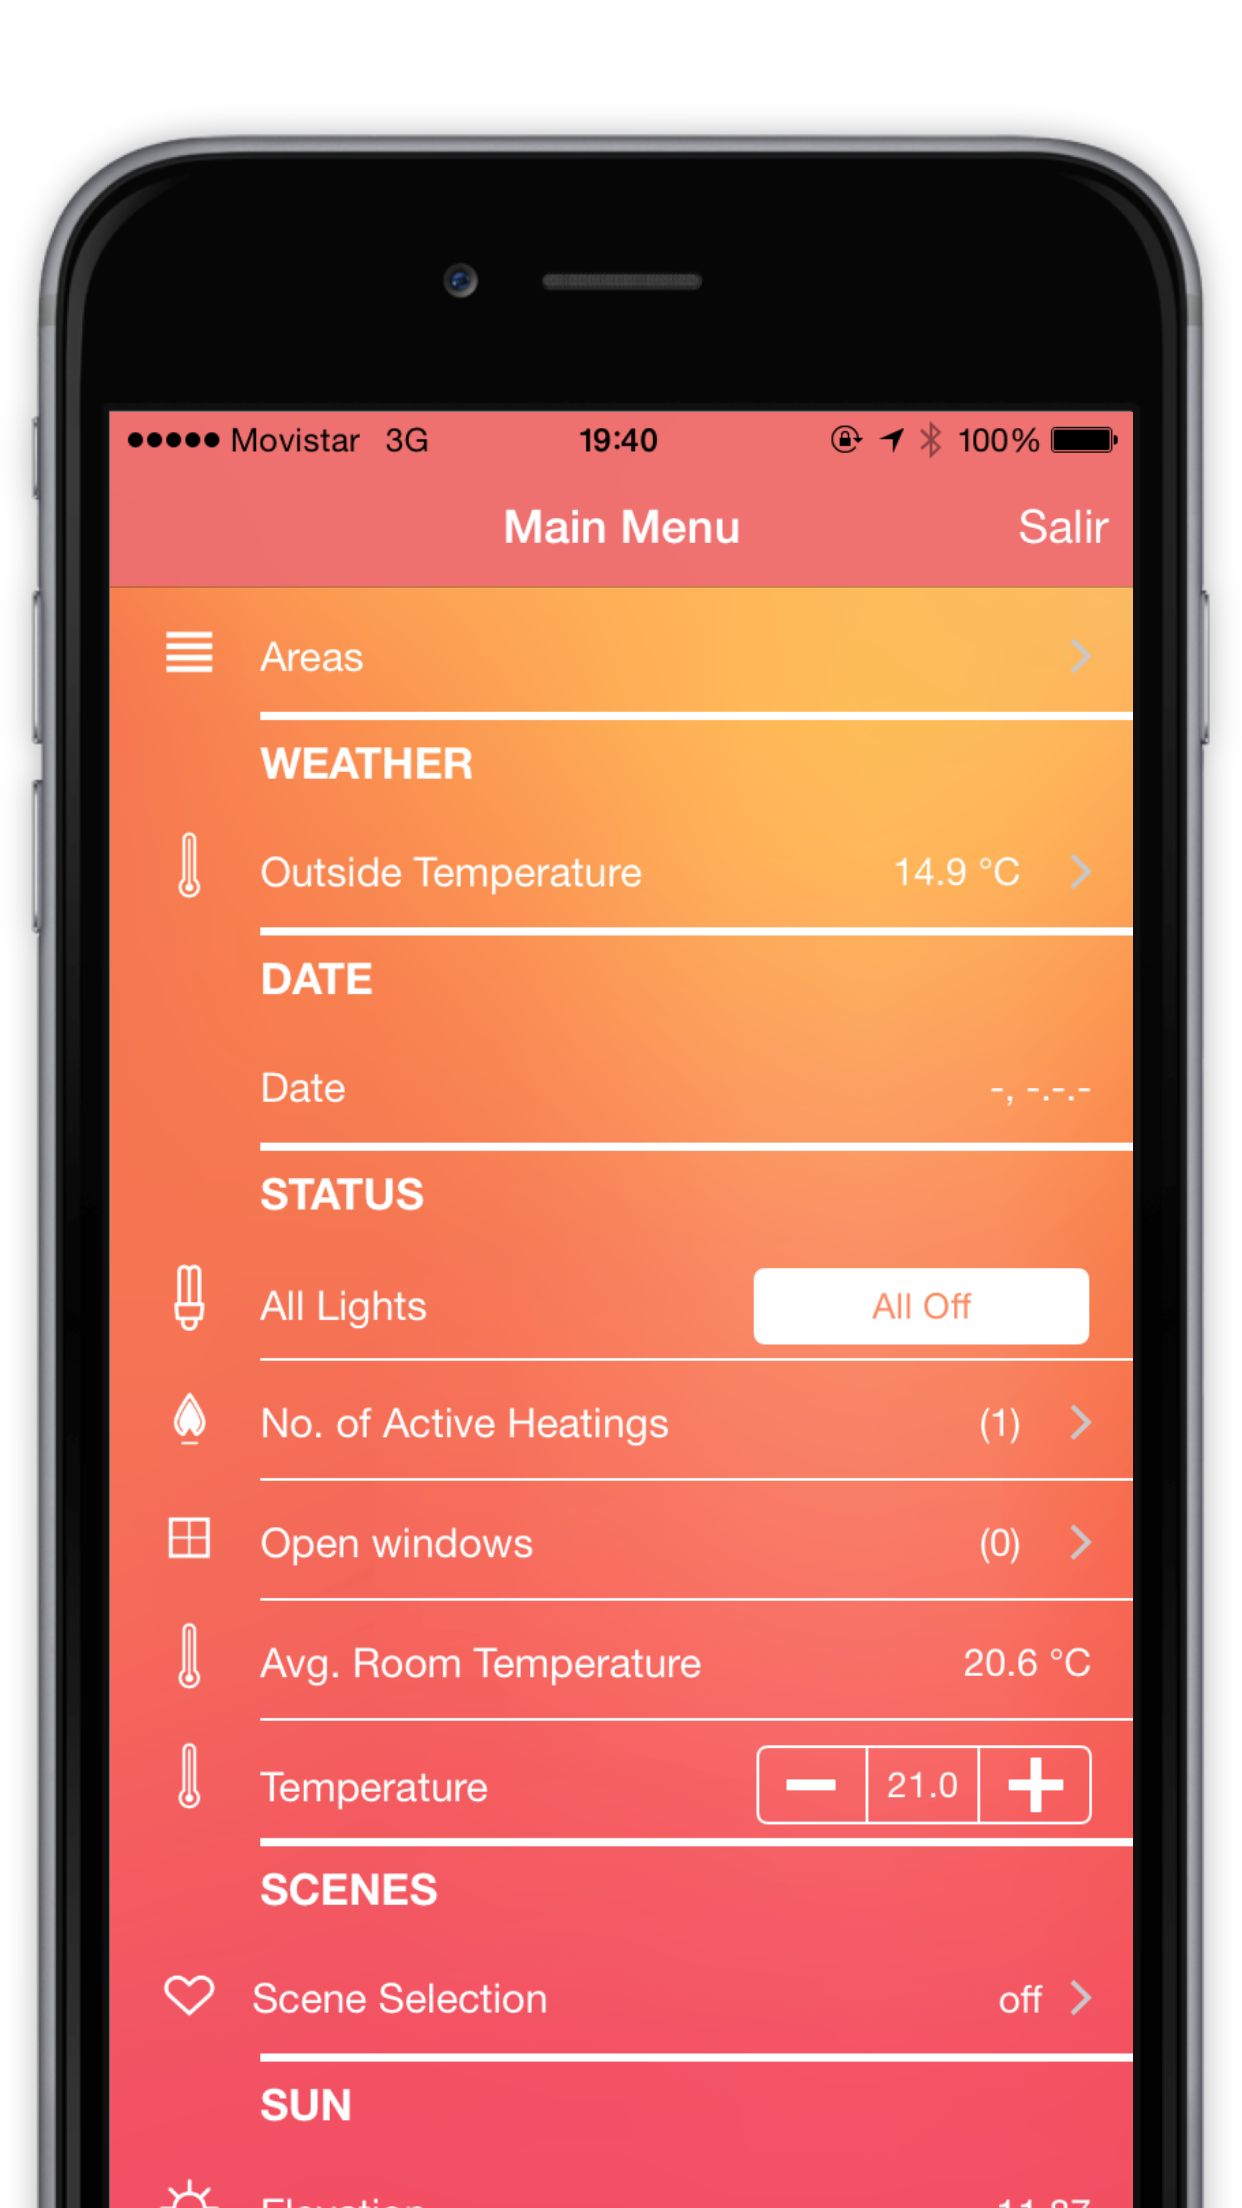 Movistar 3G 19:40 100%
Main Menu Salir
Areas
WEATHER
Outside Temperature 14.9 °C
DATE
Date -, -.-.-
STATUS
All Lights All Off
No. of Active Heatings (1)
Open windows (0)
Avg. Room Temperature 20.6 °C
Temperature 21.0
SCENES
Scene Selection off
SUN
Elevation